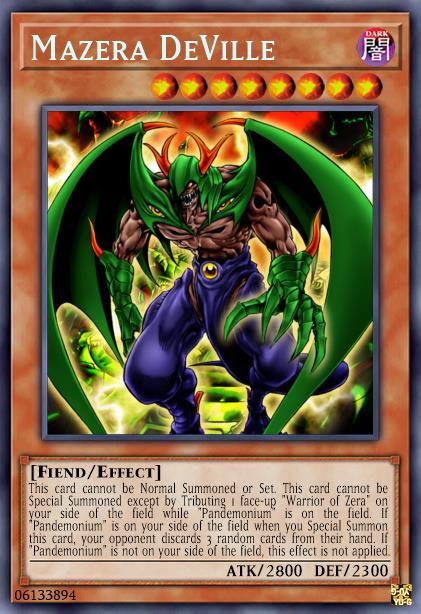 MAZERA DEVILLE
DARK
闇
[FIEND/EFFECT]
This card cannot be Normal Summoned or Set. This card cannot be
Special Summoned except by Tributing 1 face-up "Warrior of Zera" on
your side of the field while "Pandemonium" is on the field. If
"Pandemonium" is on your side of the field when you Special Summon
this card, your opponent discards 3 random cards from their hand. If
"Pandemonium" is not on your side of the field, this effect is not applied.
ATK/2800 DEF/2300
06133894